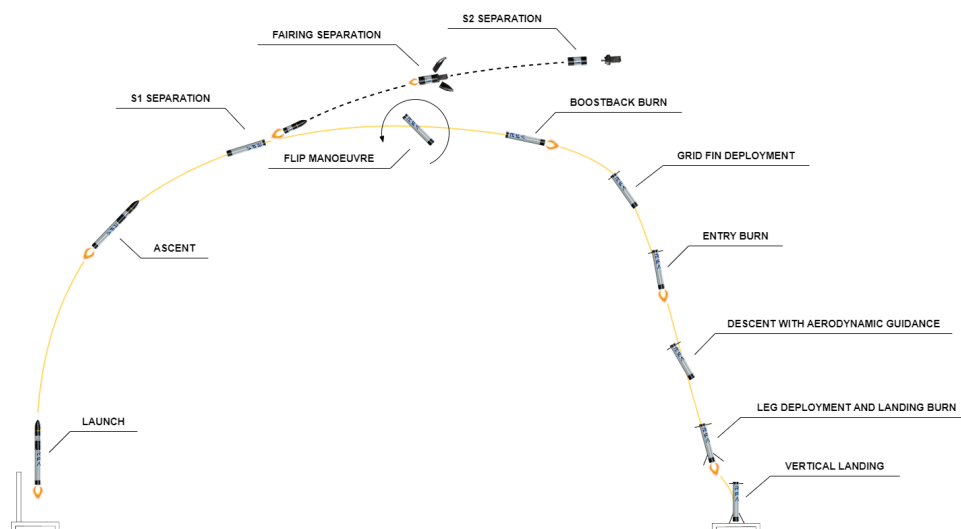 S2 SEPARATION
FAIRING SEPARATION
S1 SEPARATION
BOOSTBACK BURN
FLIP MANOEUVRE
GRID FIN DEPLOYMENT
ASCENT
ENTRY BURN
DESCENT WITH AERODYNAMIC GUIDANCE
LEG DEPLOYMENT AND LANDING BURN
LAUNCH
VERTICAL LANDING